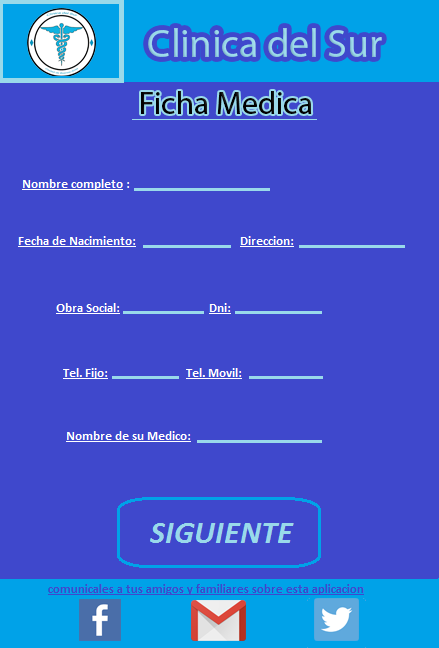 Clinica del Sur
Ficha Medica
Nombre completo :
Fecha de Nacimiento: Direccion:
Obra Social: Dni:
Tel. Fijo: Tel. Movil:
Nombre de su Medico:
SIGUIENTE
comunicales a tus amigos y familiares sobre esta aplicacion
f